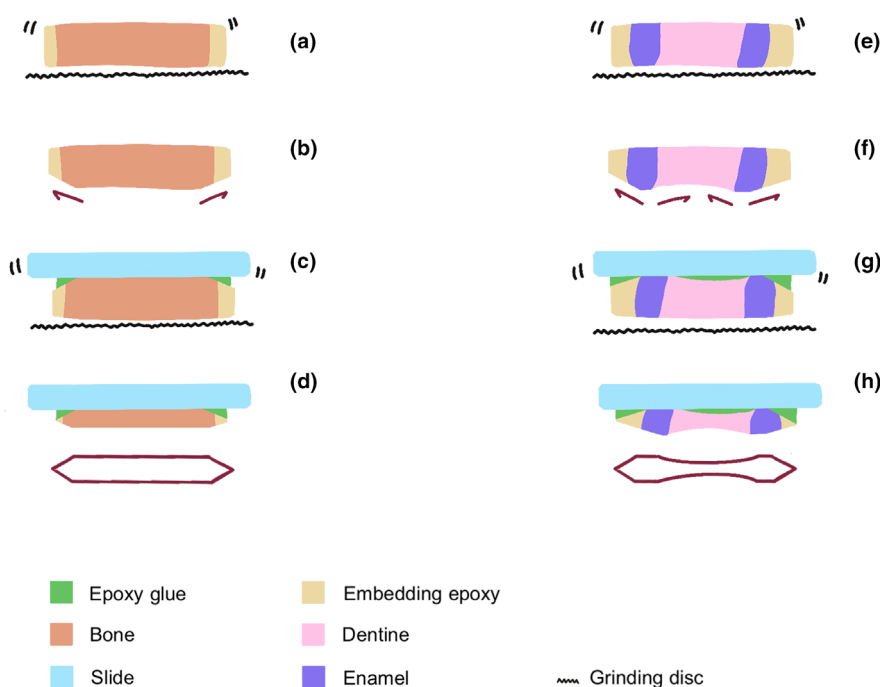 (a)
(e)
(b)
(f)
(c)
(g)
(d)
(h)
Epoxy glue
Embedding epoxy
Bone
Dentine
Slide
Enamel
Grinding disc